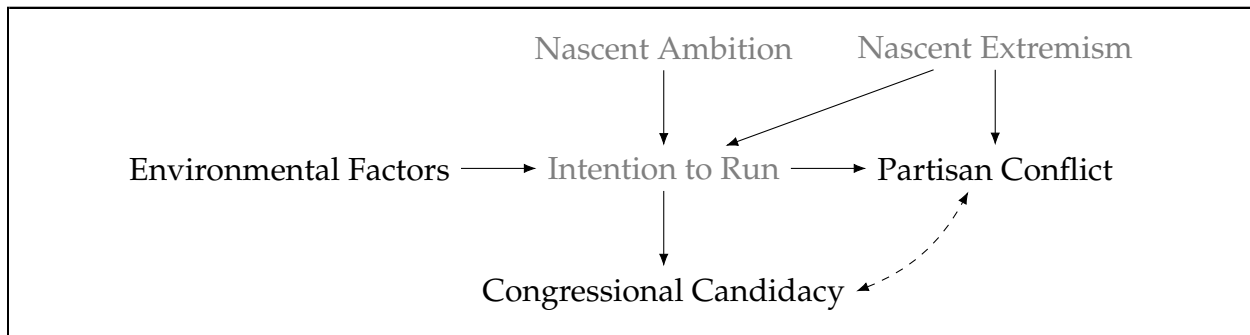 Nascent Ambition Nascent Extremism
Environmental Factors Intention to Run Partisan Conflict
Congressional Candidacy